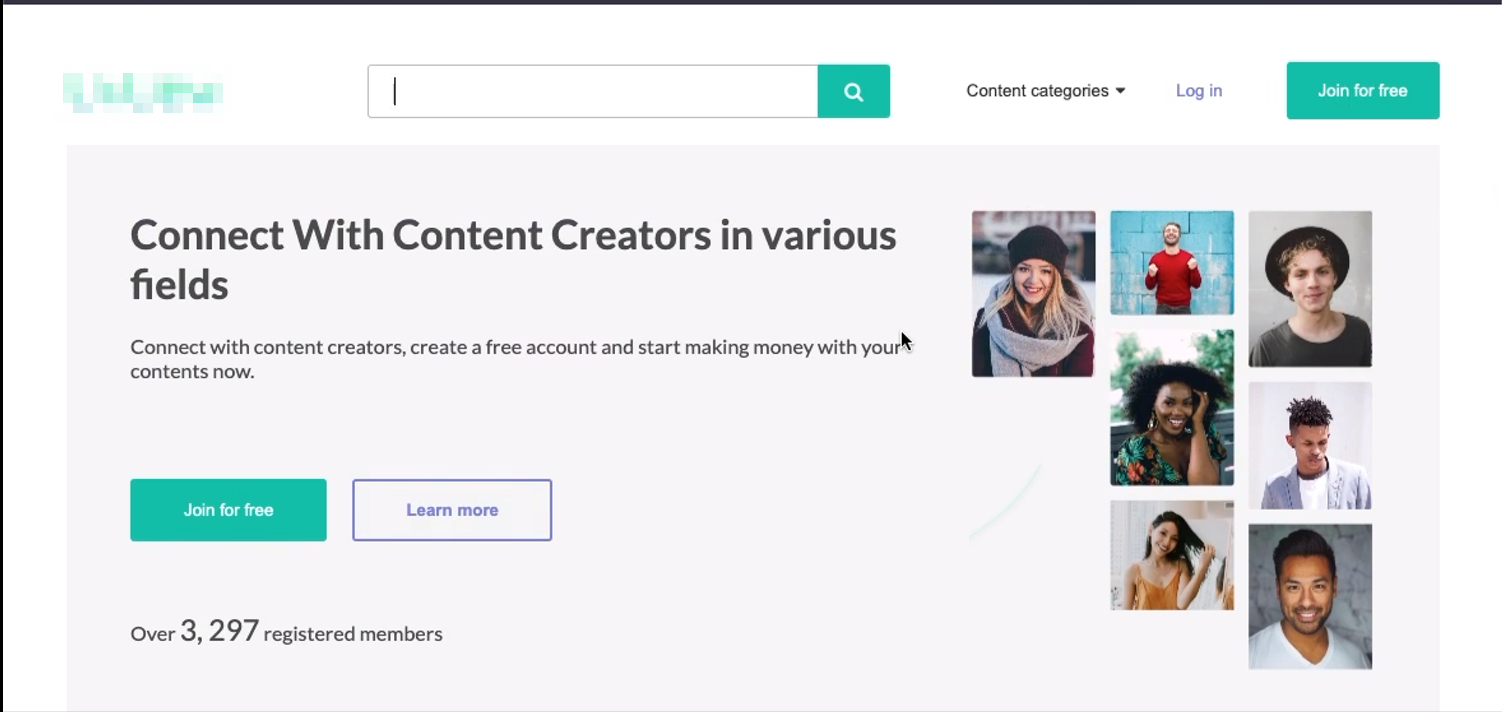 Content categories
Log in
Join for free
Connect With Content Creators in various
fields
Connect with content creators, create a free account and start making money with your
contents now.
Join for free
Learn more
Over 3, 297 registered members